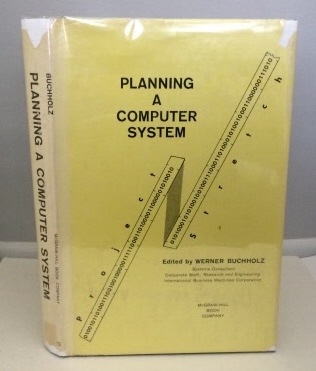 BUCHHOLZ
PLANNING A COMPUTER SYSTEM
McGRAW-HILL BOOK COMPANY
PLANNING
A
COMPUTER
SYSTEM
Project
Stretch
Edited by WERNER BUCHHOLZ
Systems Consultant
Corporate Staff, Research and Engineering
International Business Machines Corporation
McGRAW-HILL
BOOK
COMPANY